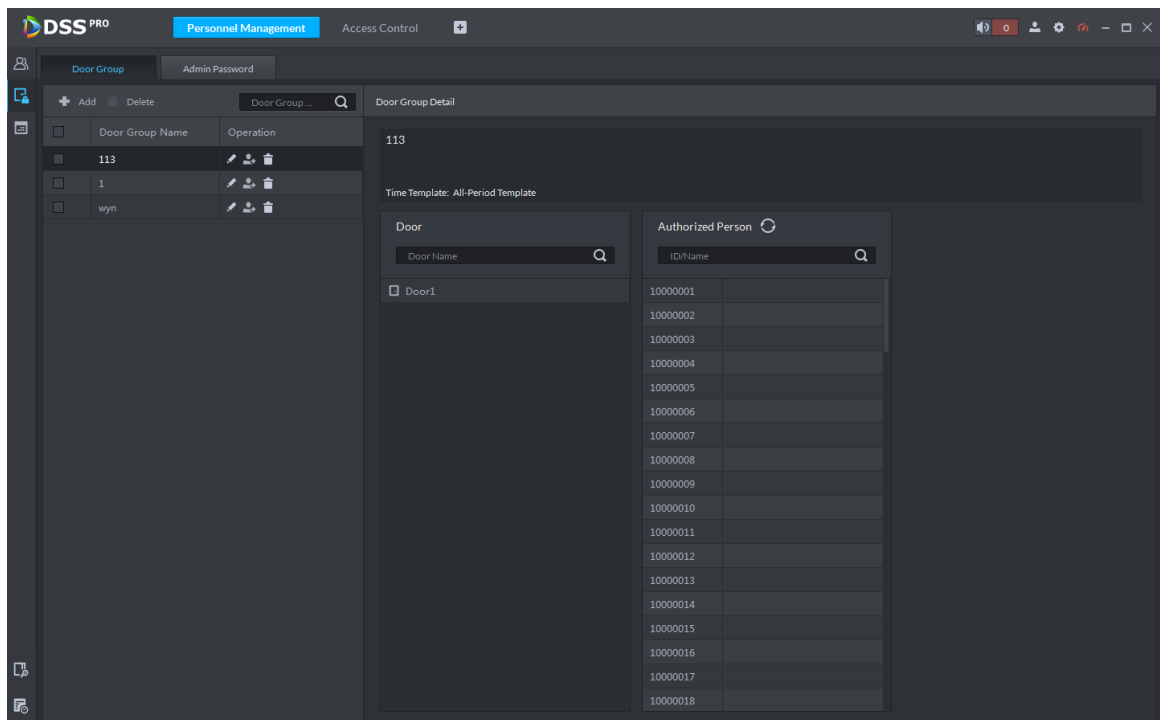 DSS PRO Personnel Management Access Control 0
Door Group Admin Password
Add Delete Door Group... Door Group Detail
Door Group Name Operation
113
1
wyn
113
Time Template: All-Period Template
Door
Door Name
Door1
Authorized Person
ID/Name
10000001
10000002
10000003
10000004
10000005
10000006
10000007
10000008
10000009
10000010
10000011
10000012
10000013
10000014
10000015
10000016
10000017
10000018